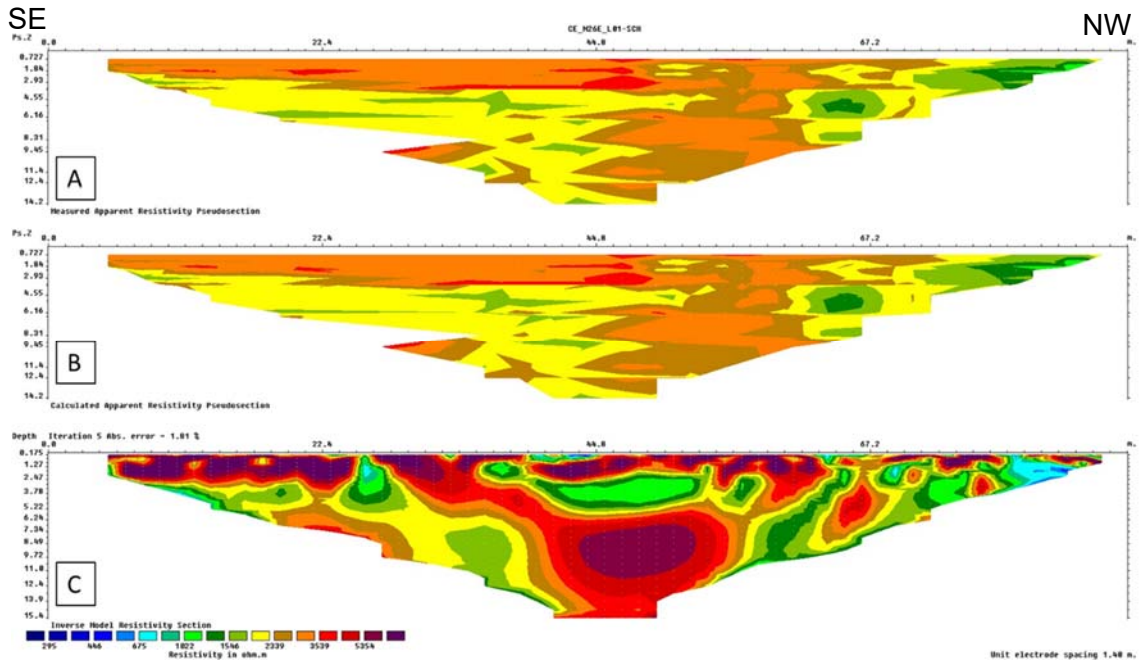 SE NW
CE_M26E_L01-SCH
Ps.Z 0.0 22.4 44.8 67.2 m.
0.727
1.84
2.93
4.55
6.16
8.31
9.45
11.4
12.4
14.2
A
Measured Apparent Resistivity Pseudosection
Ps.Z 0.0 22.4 44.8 67.2 m.
0.727
1.84
2.93
4.55
6.16
8.31
9.45
11.4
12.4
14.2
B
Calculated Apparent Resistivity Pseudosection
Depth Iteration 5 Abs. error = 1.81 %
0.0 22.4 44.8 67.2 m.
0.175
1.27
2.47
3.78
5.22
6.24
7.34
8.49
9.72
11.0
12.4
13.9
15.4
C
Inverse Model Resistivity Section
295 446 675 1022 1546 2339 3539 5354
Resistivity in ohm.m
Unit electrode spacing 1.40 m.